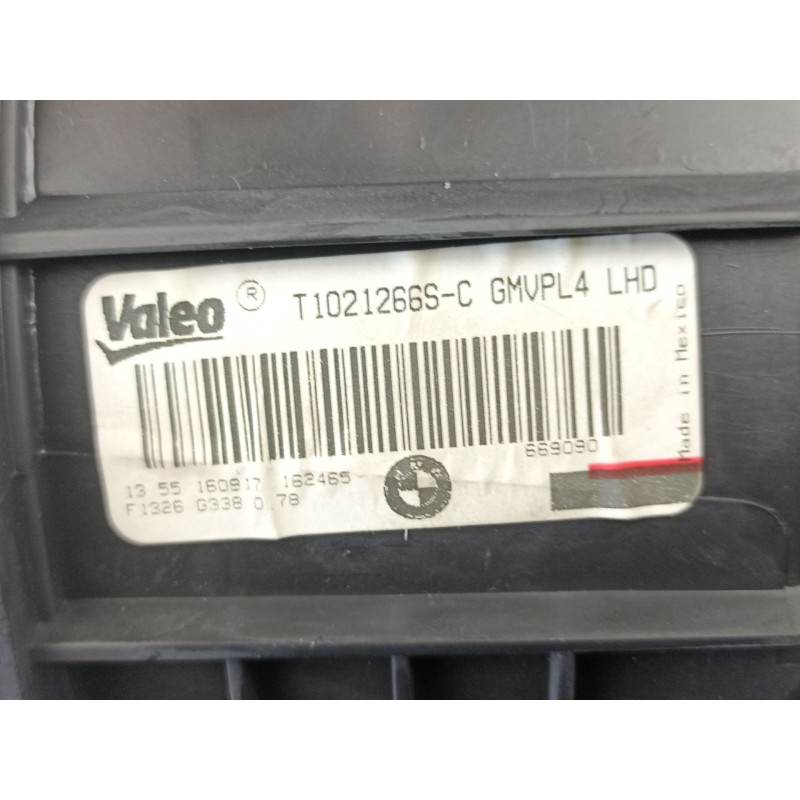 Valeo ® T1021266S-C GMVPL4 LHD
Made in Mexico
669090
13 55 160917 162465
F1326 G338 0.78